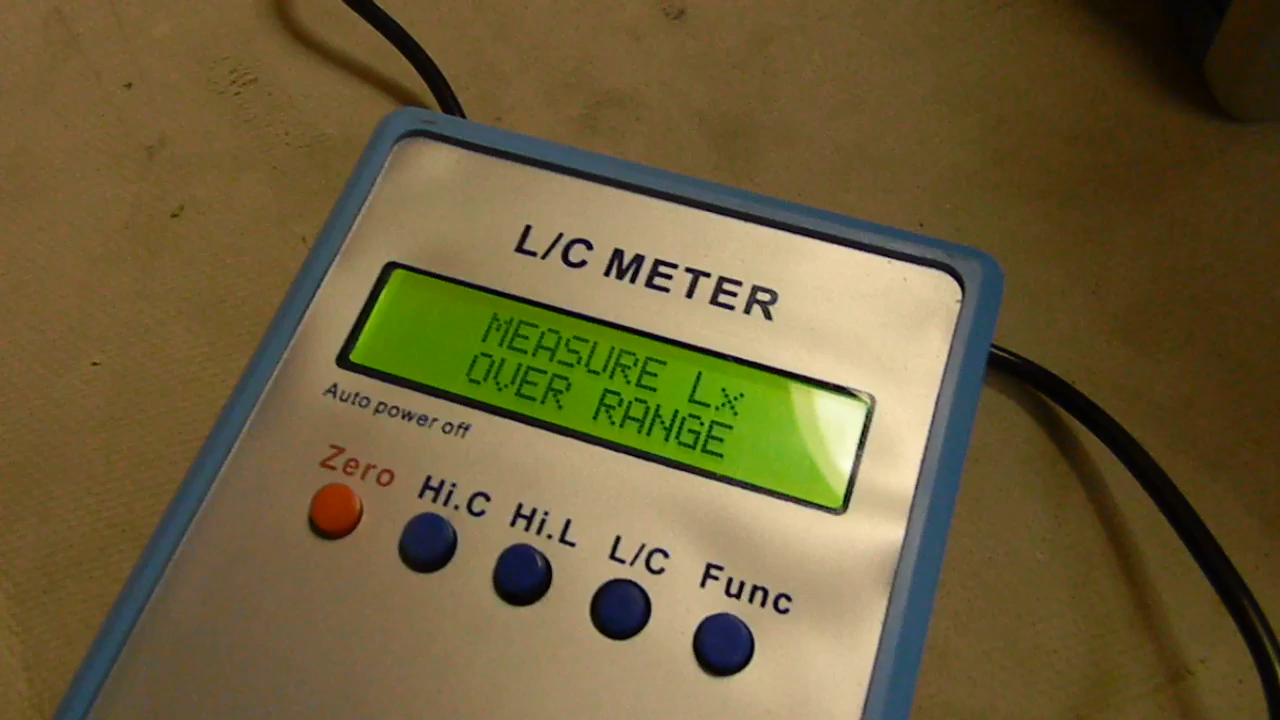 L/C METER
MEASURE Lx
OVER RANGE
Auto power off
Zero Hi.C Hi.L L/C Func